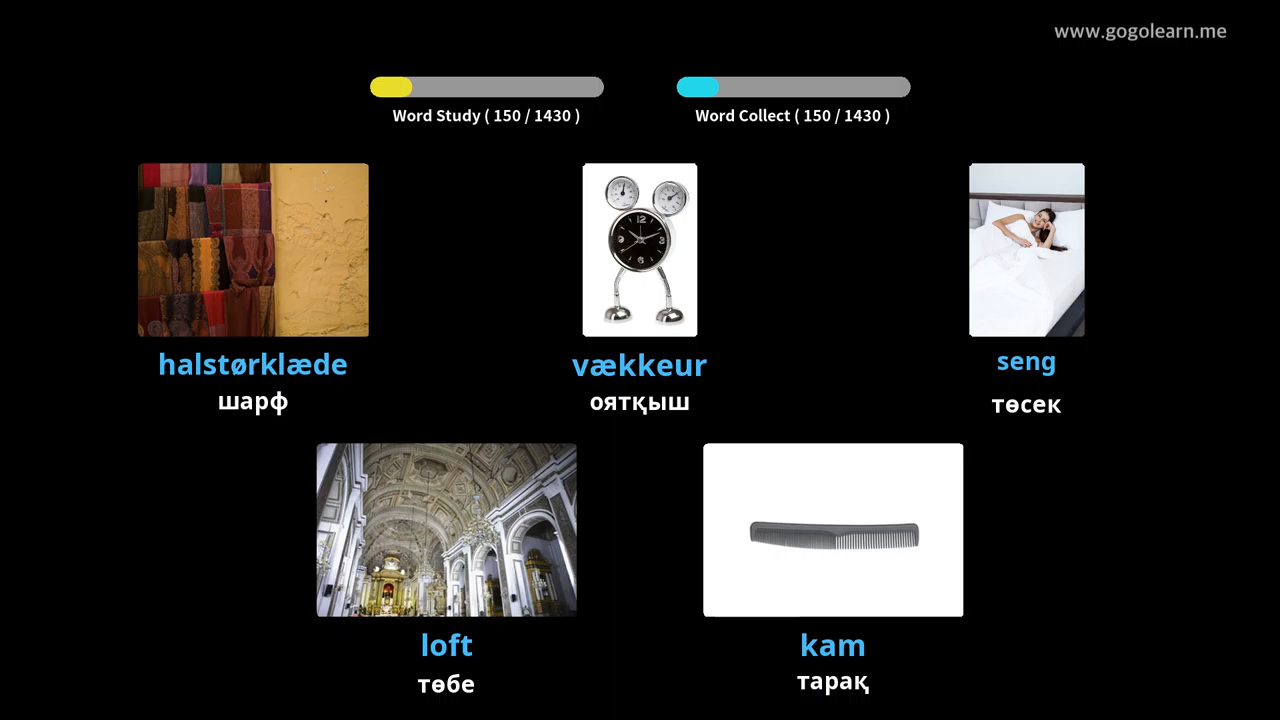 www.gogolearn.me
Word Study ( 150 / 1430 )
Word Collect ( 150 / 1430 )
halstørklæde
шарф
vækkeur
оятқыш
seng
төсек
loft
төбе
kam
тарақ